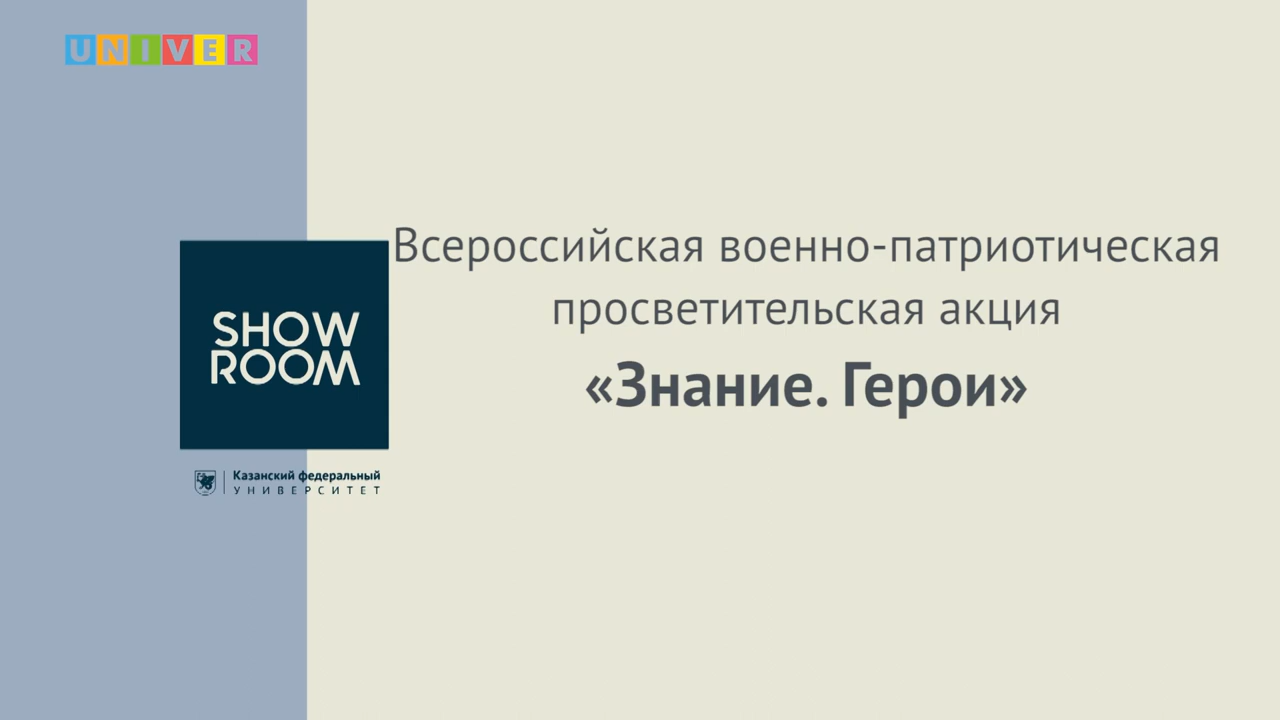 UNIVER
Всероссийская военно-патриотическая
просветительская акция
«Знание. Герои»
SHOW
ROOM
Казанский федеральный
УНИВЕРСИТЕТ